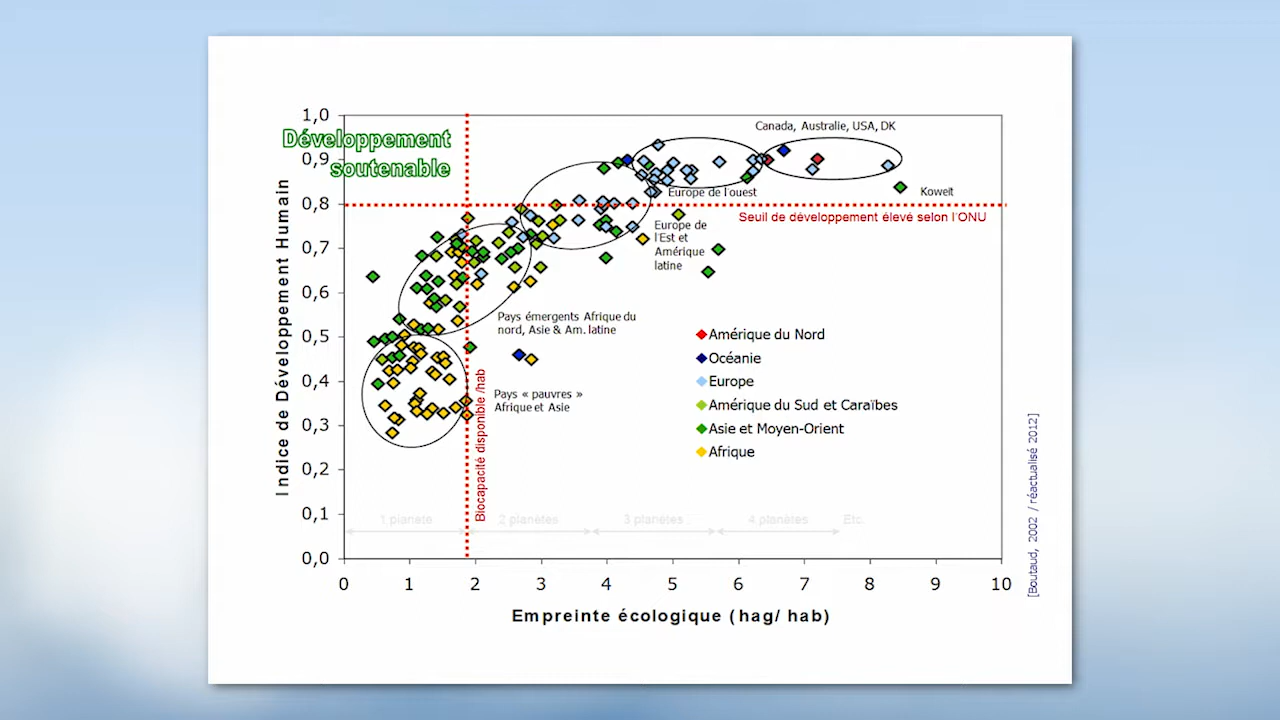 Développement
soutenable
Canada, Australie, USA, DK
Koweit
Europe de l'ouest
Seuil de développement élevé selon l'ONU
Europe de
l'Est et
Amérique
latine
Pays émergents Afrique du
nord, Asie & Am. latine
Pays « pauvres »
Afrique et Asie
Biocapacité disponible /hab
Amérique du Nord
Océanie
Europe
Amérique du Sud et Caraïbes
Asie et Moyen-Orient
Afrique
1 planète
2 planètes
3 planètes
4 planètes
Etc.
Indice de Développement Humain
1,0
0,9
0,8
0,7
0,6
0,5
0,4
0,3
0,2
0,1
0,0
0 1 2 3 4 5 6 7 8 9 10
Empreinte écologique (hag/ hab)
[Boutaud, 2002 / réactualisé 2012]